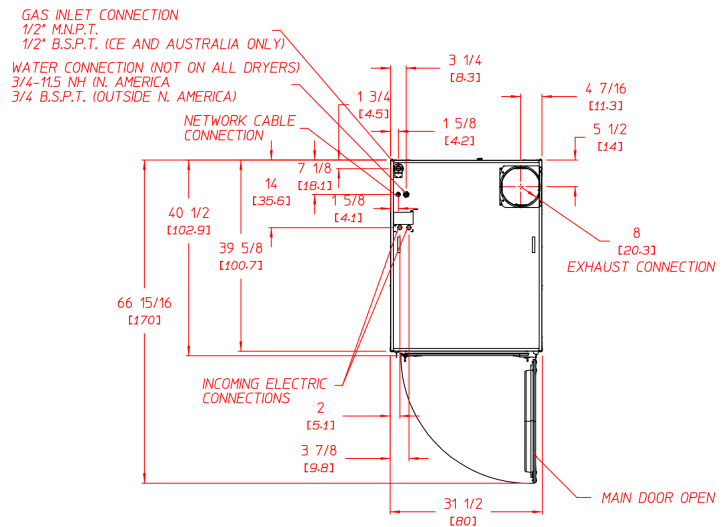 GAS INLET CONNECTION
1/2" M.N.P.T.
1/2" B.S.P.T. (CE AND AUSTRALIA ONLY)
WATER CONNECTION (NOT ON ALL DRYERS)
3/4-11.5 NH (N. AMERICA
3/4 B.S.P.T. (OUTSIDE N. AMERICA)
NETWORK CABLE
CONNECTION
3 1/4
[8.3]
1 3/4
[4.5]
1 5/8
[4.2]
4 7/16
[11.3]
5 1/2
[14]
7 1/8
[18.1]
14
[35.6]
1 5/8
[4.1]
40 1/2
[102.9]
39 5/8
[100.7]
8
[20.3]
EXHAUST CONNECTION
66 15/16
[170]
INCOMING ELECTRIC
CONNECTIONS
2
[5.1]
3 7/8
[9.8]
MAIN DOOR OPEN
31 1/2
[80]